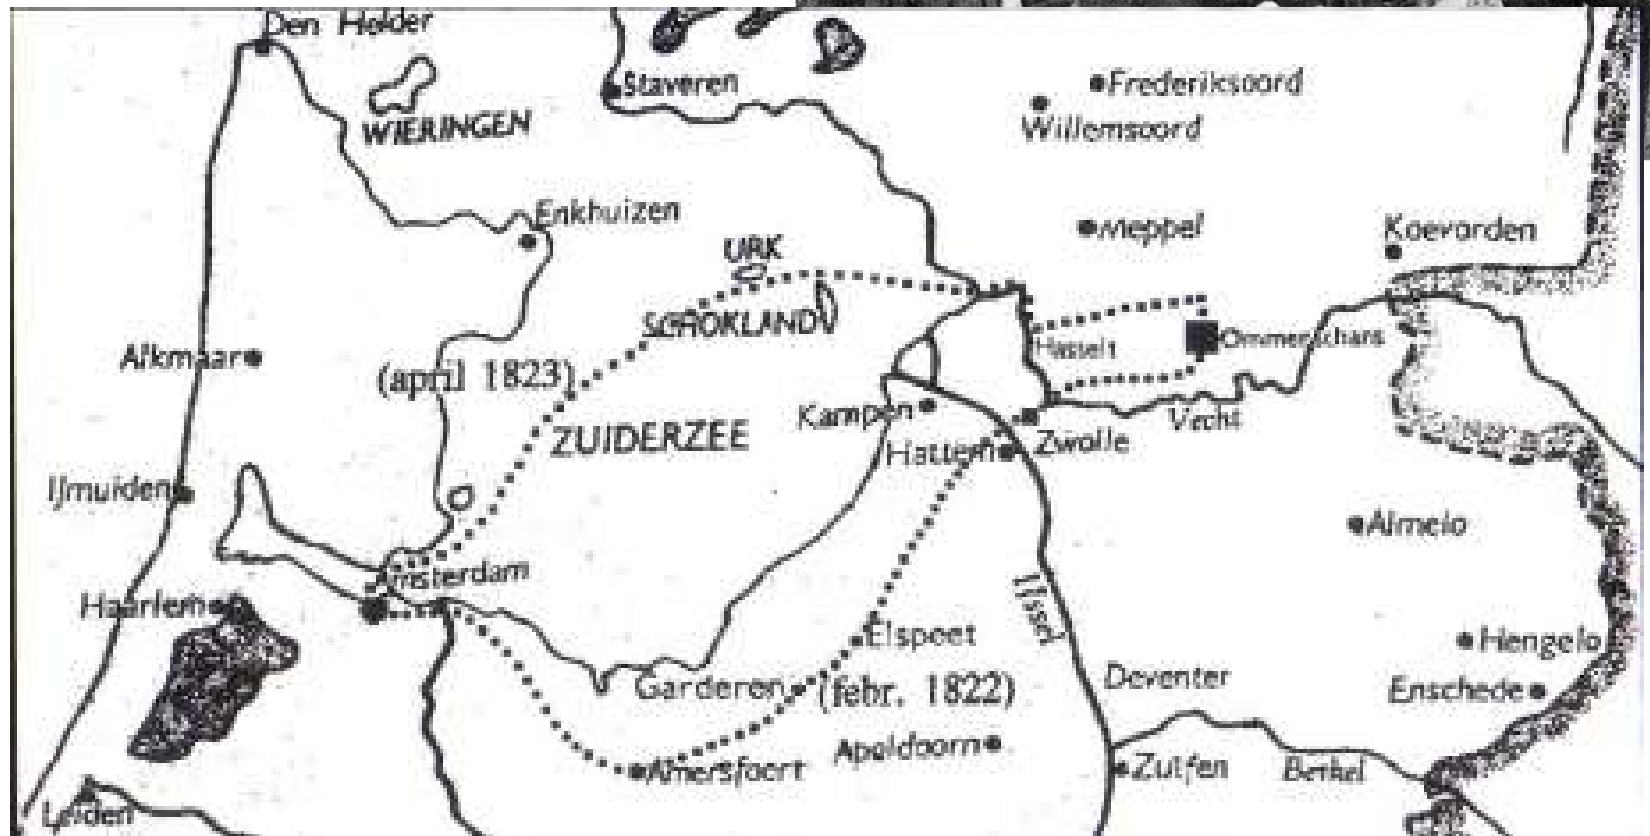 Den Helder
Staveren
Frederiksoord
Willemsoord
WIERINGEN
Enkhuizen
URK
Meppel
Koevorden
SCHOKLAND
Hasselt
Ommerschans
Alkmaar
(april 1823)
Kampen
Vecht
ZUIDERZEE
Hattem
Zwolle
IJmuiden
Almelo
Amsterdam
Haarlem
IJssel
Elspeet
Hengelo
Garderen
(febr. 1822)
Deventer
Enschede
Apeldoorn
Amersfoort
Zutfen
Berkel
Leiden